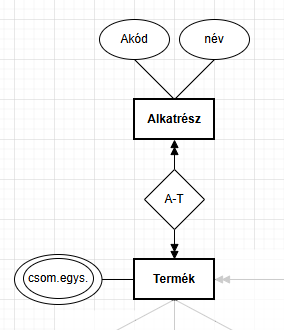 Akód
név
Alkatrész
A-T
csom.egys.
Termék